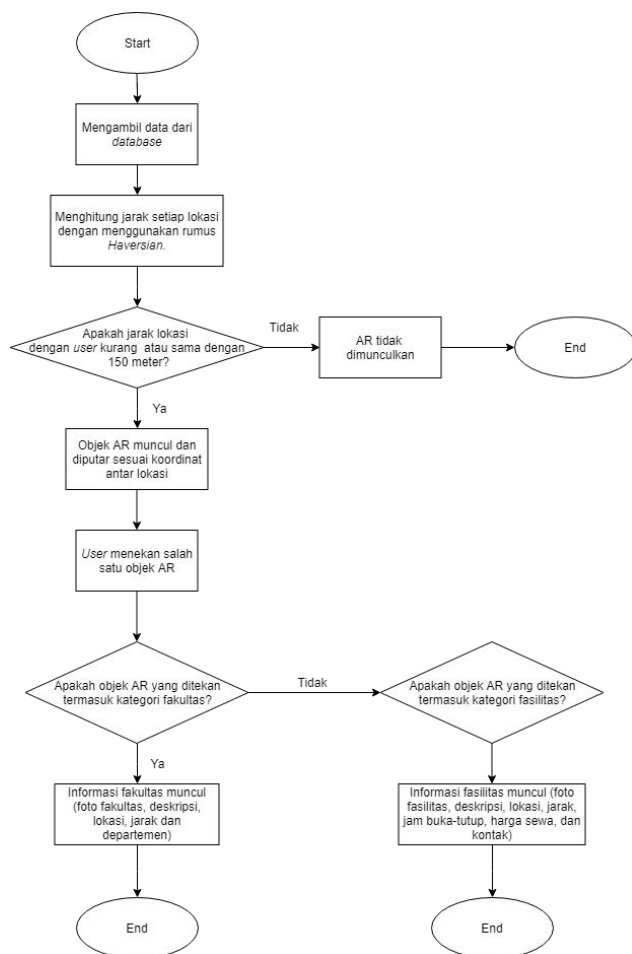 Start
Mengambil data dari
database
Menghitung jarak setiap lokasi
dengan menggunakan rumus
Haversian.
Apakah jarak lokasi
dengan user kurang atau sama dengan
150 meter?
Tidak
AR tidak
dimunculkan
End
Ya
Objek AR muncul dan
diputar sesuai koordinat
antar lokasi
User menekan salah
satu objek AR
Apakah objek AR yang ditekan
termasuk kategori fakultas?
Tidak
Apakah objek AR yang ditekan
termasuk kategori fasilitas?
Ya
Informasi fakultas muncul
(foto fakultas, deskripsi,
lokasi, jarak dan
departemen)
Informasi fasilitas muncul (foto
fasilitas, deskripsi, lokasi, jarak,
jam buka-tutup, harga sewa, dan
kontak)
End
End